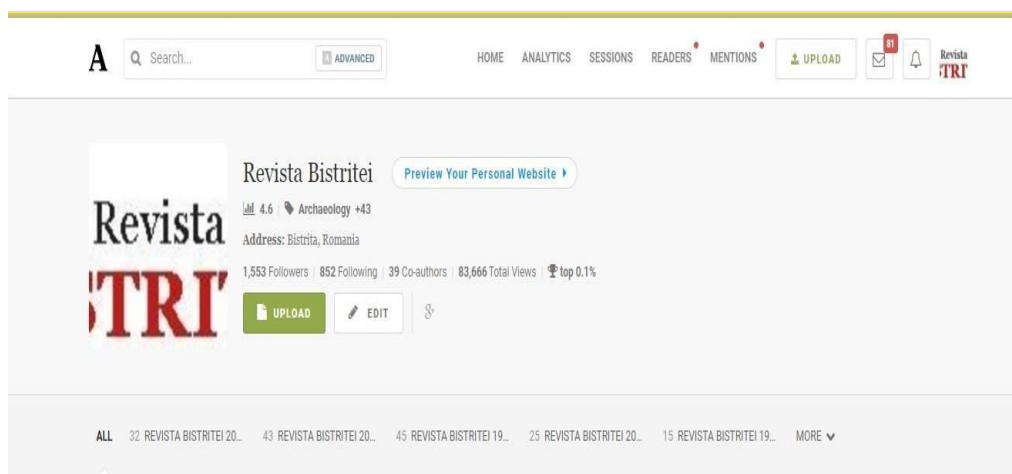 A Search... A ADVANCED HOME ANALYTICS SESSIONS READERS MENTIONS UPLOAD 81 Revista
STRI
Revista Bistritei Preview Your Personal Website
Revista
STRI
4.6 Archaeology +43
Address: Bistrita, Romania
1,553 Followers 852 Following 39 Co-authors 83,666 Total Views top 0.1%
UPLOAD EDIT g+
ALL 32 REVISTA BISTRITEI 20... 43 REVISTA BISTRITEI 20... 45 REVISTA BISTRITEI 19... 25 REVISTA BISTRITEI 20... 15 REVISTA BISTRITEI 19... MORE